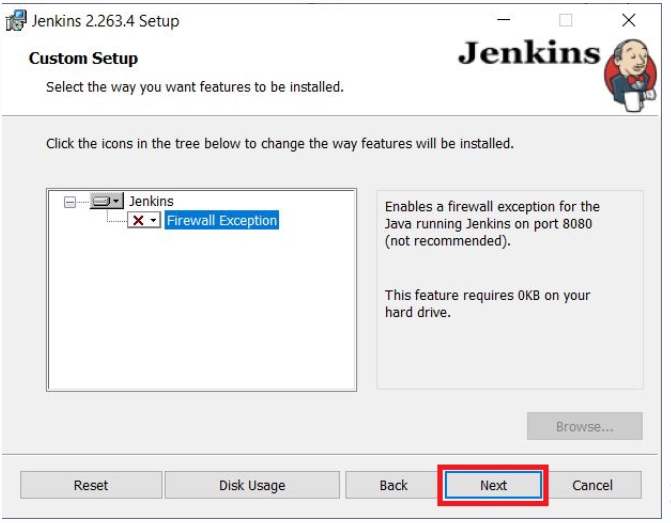 Jenkins 2.263.4 Setup
Custom Setup
Select the way you want features to be installed.
Jenkins
Click the icons in the tree below to change the way features will be installed.
Jenkins
Firewall Exception
Enables a firewall exception for the
Java running Jenkins on port 8080
(not recommended).
This feature requires 0KB on your
hard drive.
Browse...
Reset
Disk Usage
Back
Next
Cancel